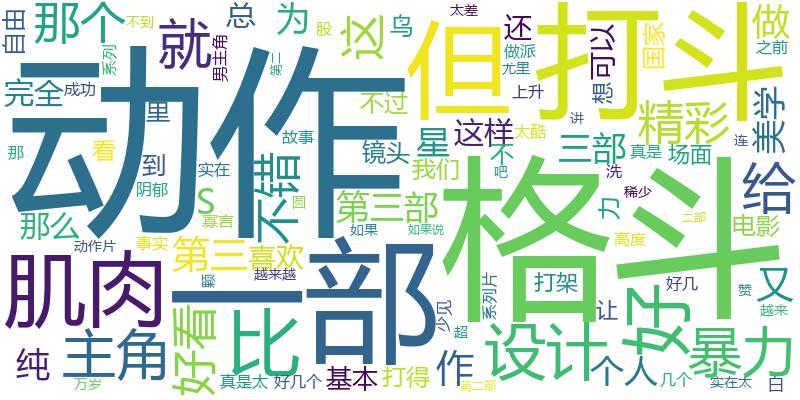 自由
不到
那个
就
总
为
股
这
鸟
太差
还
做派
尤里
第二
但
打斗
可以
国家
做
之前
系列
男主角
完全
成功
里
动作
上升
想
精彩
美学
不过
讲
那
看
到
实在
故事
不错
镜头
星
这样
太酷
不
三部
真是
场面
连
阴郁
S
寡言
圆
我们
吧
洗
稀少
给
那么
动作片
事实
第三
喜欢
第三部
如果
如果说
格斗
力
二部
高度
电影
肌肉
一部
越来越
颛
少见
系列片
打架
让
好
好几
赞
又
越来
主角
好看
比
超
设计
暴力
纯
万岁
真是太
好几个
基本
打得
作
第二部
个人
几个
实在太
白